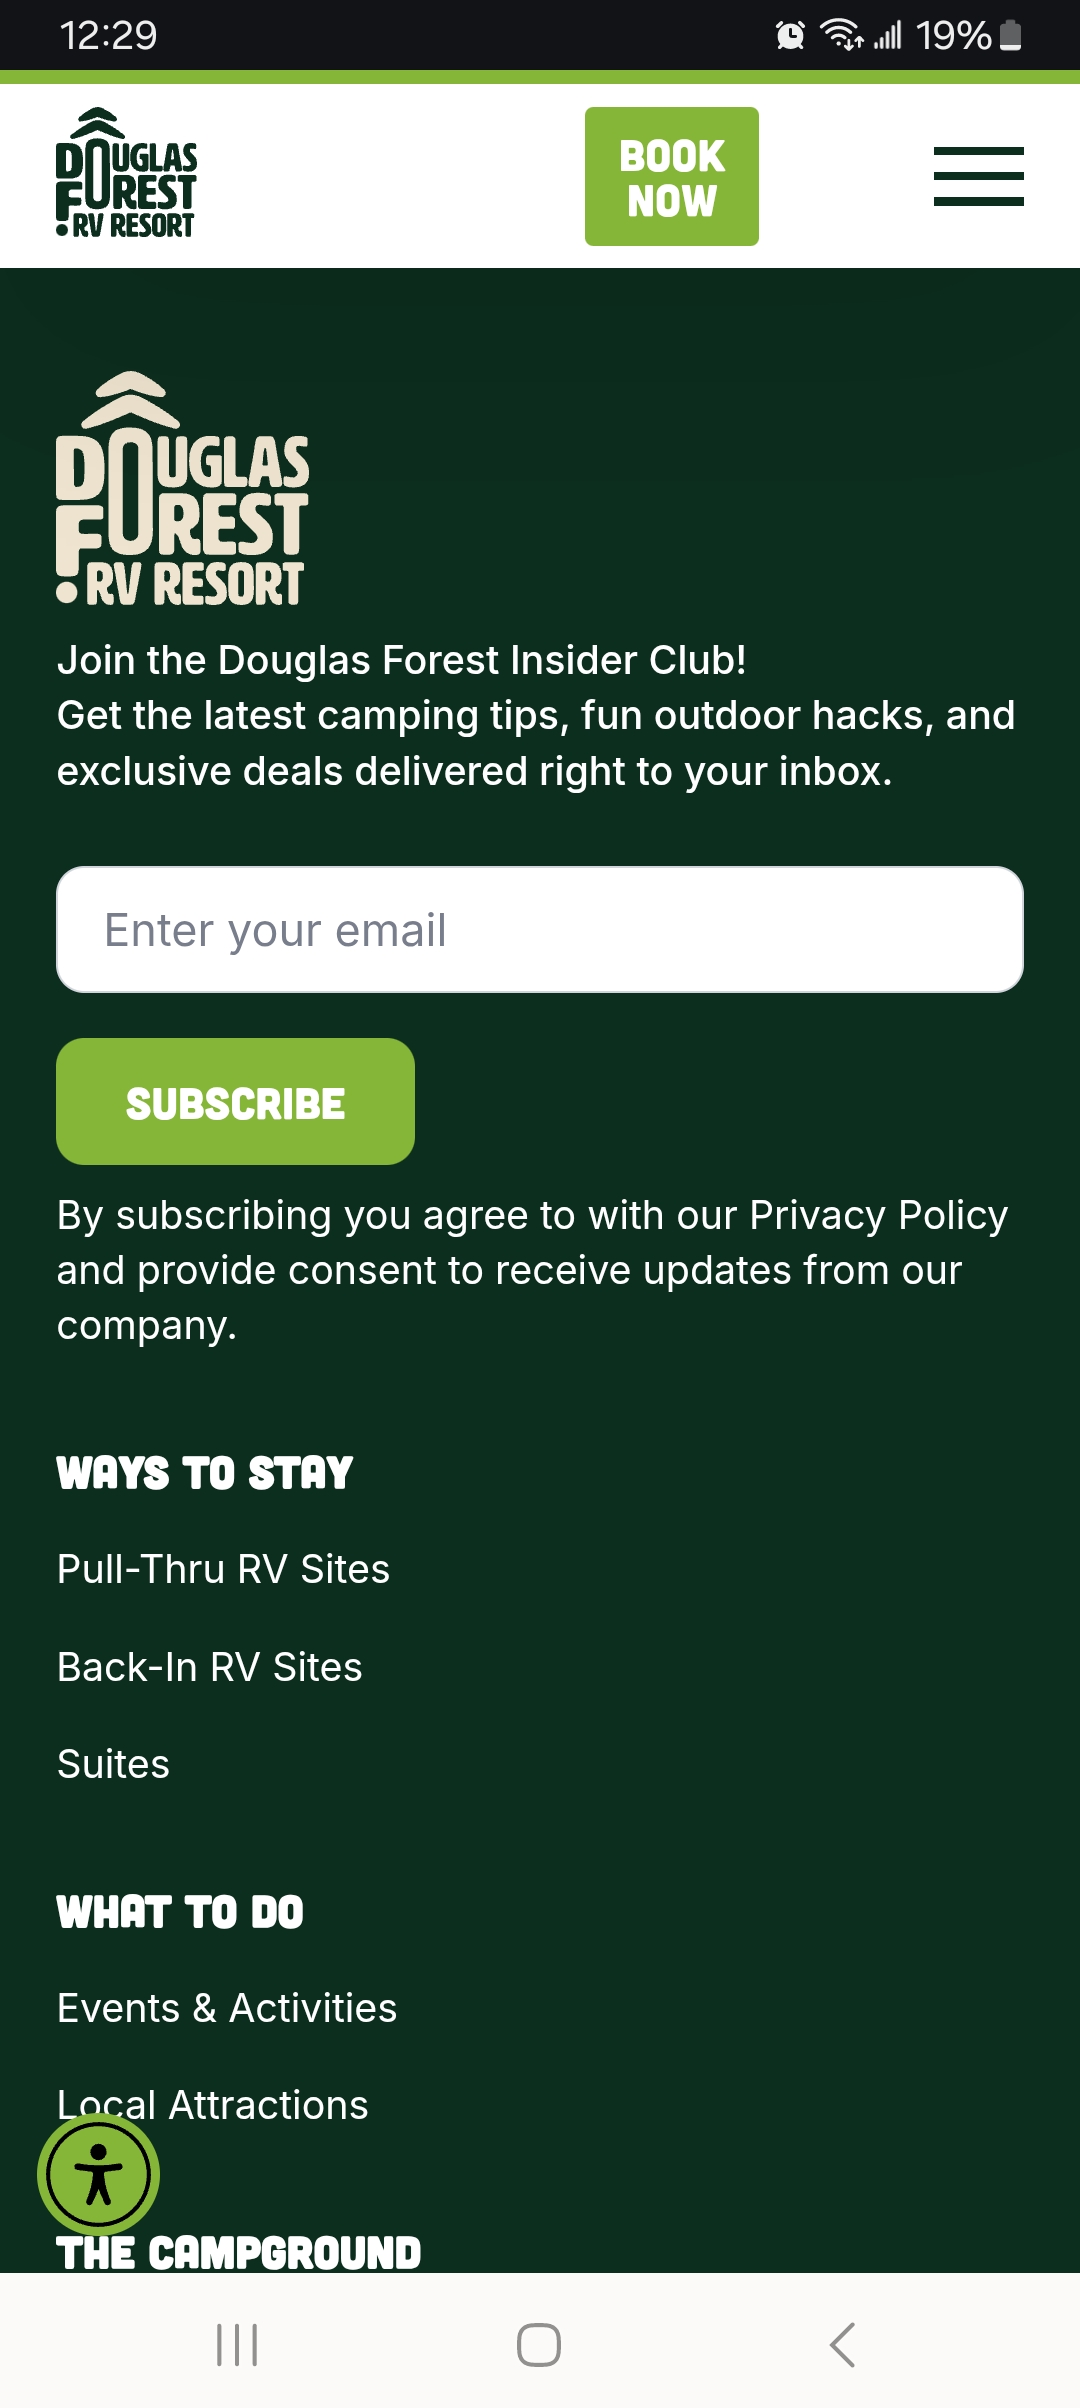 12:29
19%
DOUGLAS
FOREST
RV RESORT
BOOK
NOW
DOUGLAS
FOREST
RV RESORT
Join the Douglas Forest Insider Club!
Get the latest camping tips, fun outdoor hacks, and
exclusive deals delivered right to your inbox.
Enter your email
SUBSCRIBE
By subscribing you agree to with our Privacy Policy
and provide consent to receive updates from our
company.
WAYS TO STAY
Pull-Thru RV Sites
Back-In RV Sites
Suites
WHAT TO DO
Events & Activities
Local Attractions
THE CAMPGROUND